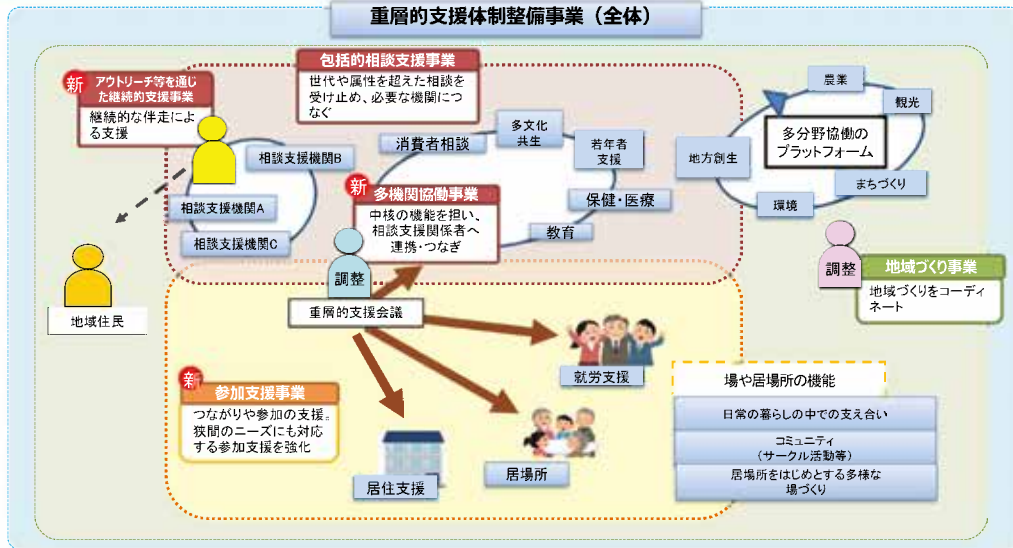 重層的支援体制整備事業（全体）
新
アウトリーチ等を通じ
た継続的支援事業
継続的な伴走によ
る支援
包括的相談支援事業
世代や属性を超えた相談を
受け止め、必要な機関につ
なぐ
相談支援機関B
相談支援機関A
相談支援機関C
消費者相談
多文化
共生
若年者
支援
保健・医療
教育
新
多機関協働事業
中核の機能を担い、
相談支援関係者へ
連携・つなぎ
調整
重層的支援会議
農業
観光
地方創生
多分野協働の
プラットフォーム
まちづくり
環境
調整
地域づくり事業
地域づくりをコーディ
ネート
地域住民
新
参加支援事業
つながりや参加の支援。
狭間のニーズにも対応
する参加支援を強化
就労支援
居場所
居住支援
場や居場所の機能
日常の暮らしの中での支え合い
コミュニティ
（サークル活動等）
居場所をはじめとする多様な
場づくり